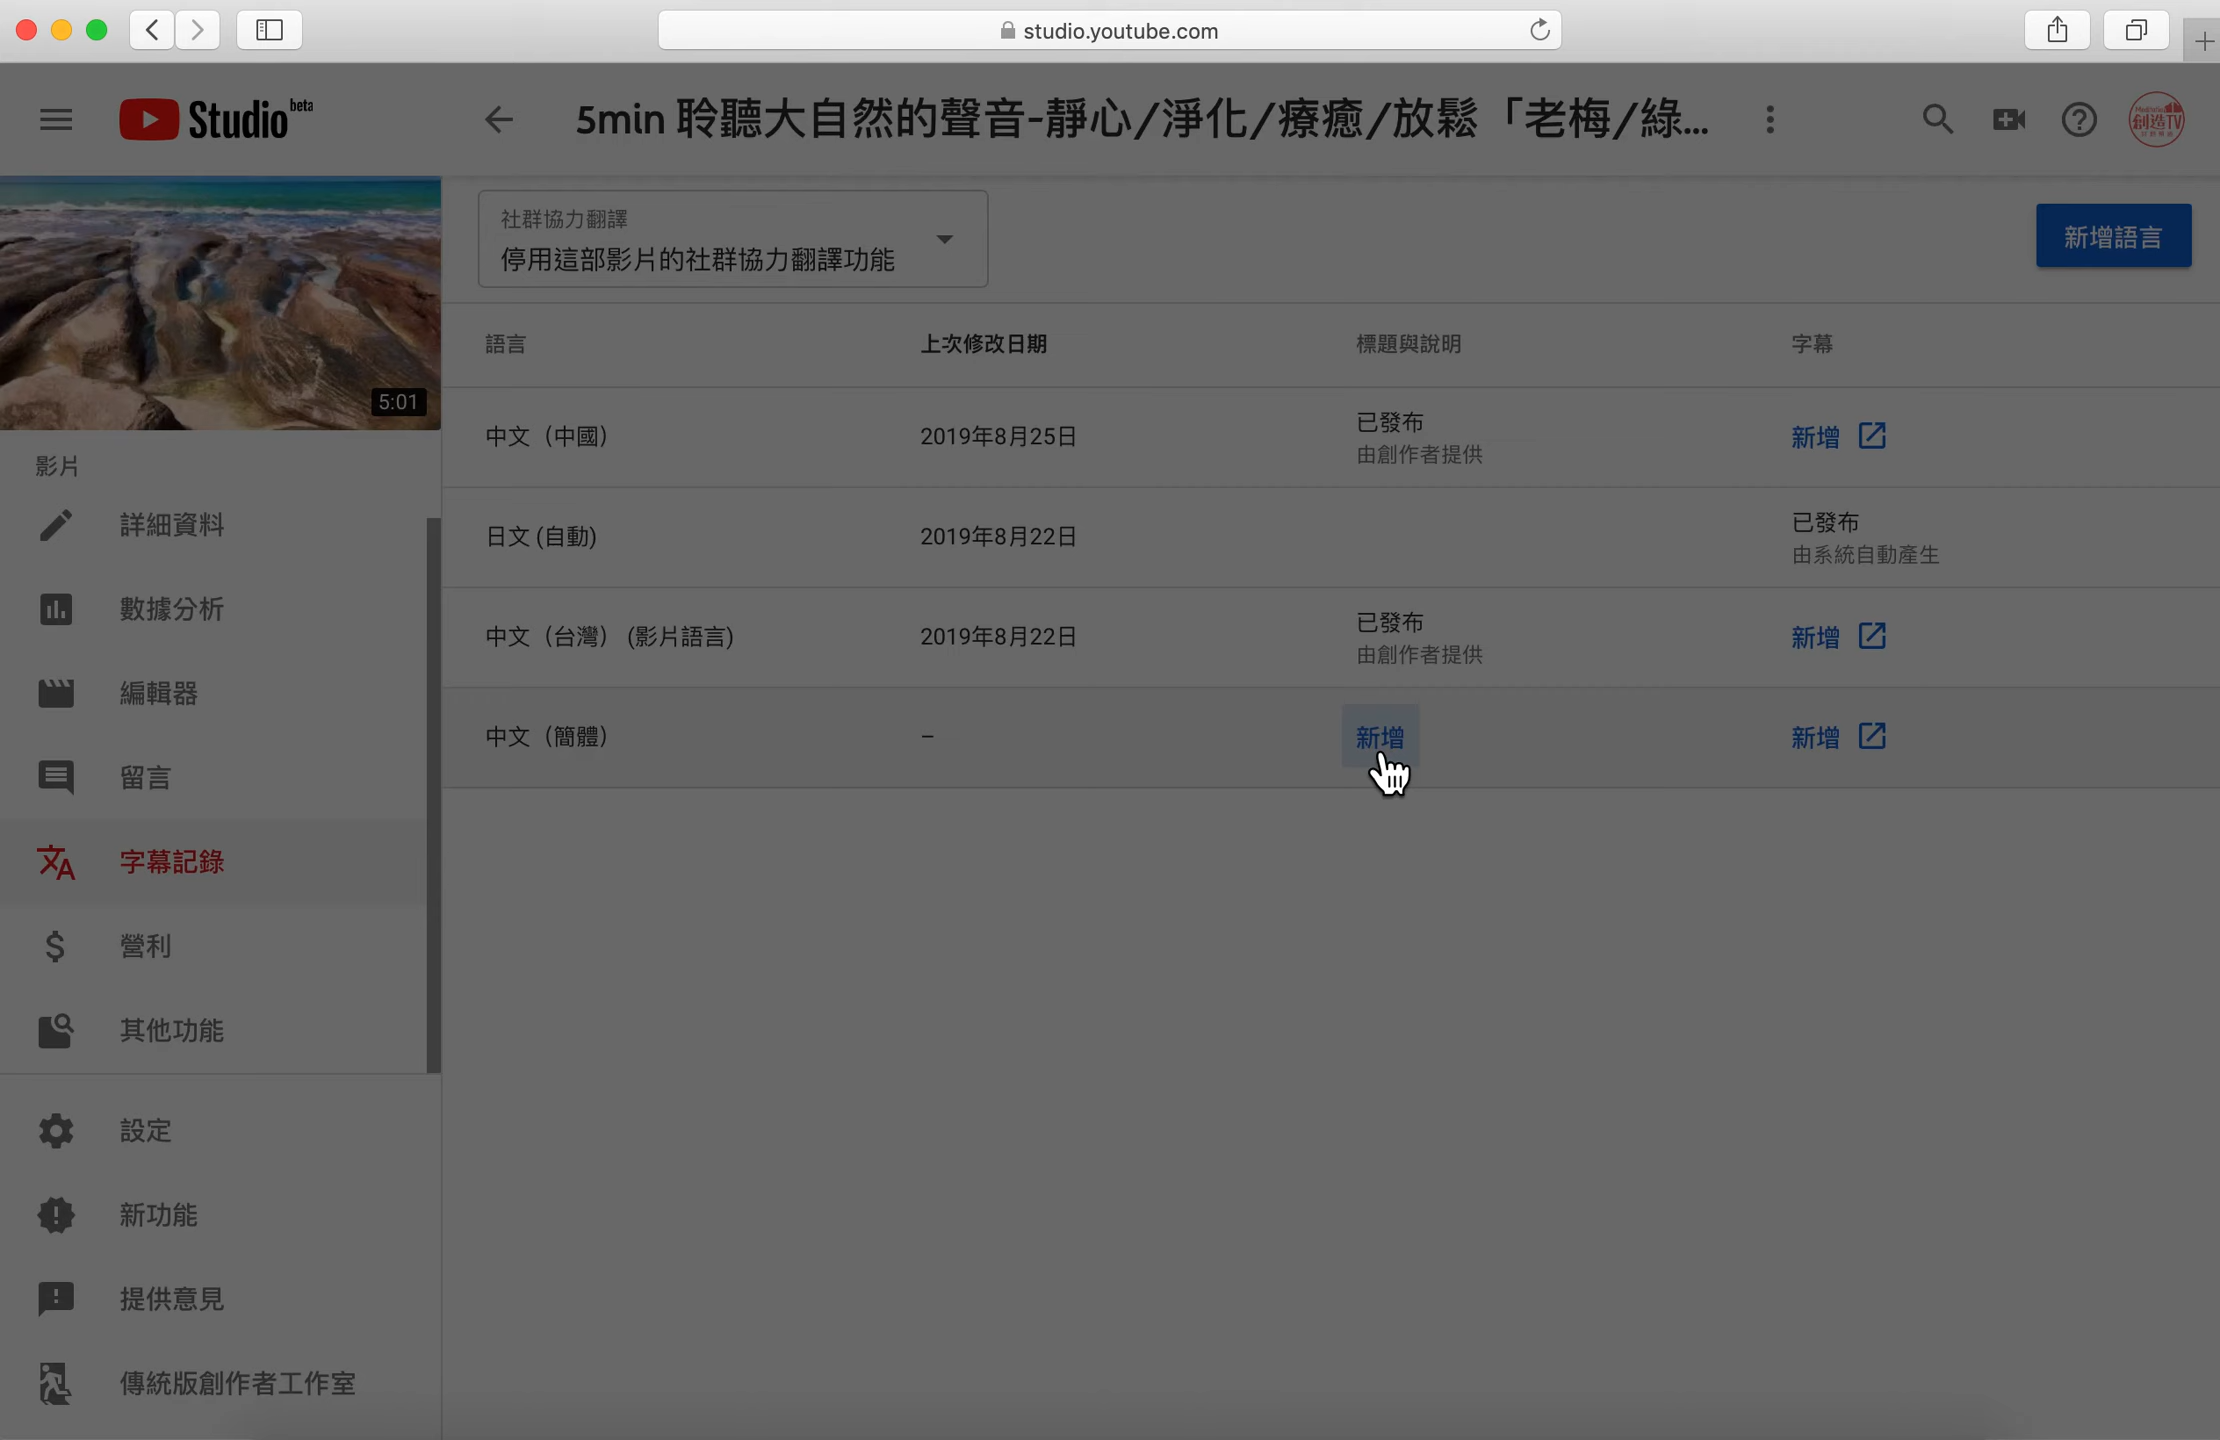 studio.youtube.com
Studio beta
5min 聆聽大自然的聲音-靜心/淨化/療癒/放鬆「老梅/綠...
創造TV
5:01
社群協力翻譯
停用這部影片的社群協力翻譯功能
新增語言
語言 上次修改日期 標題與說明 字幕
中文（中國） 2019年8月25日 已發布 新增
由創作者提供
日文 (自動) 2019年8月22日 已發布
由系統自動產生
中文（台灣） (影片語言) 2019年8月22日 已發布 新增
由創作者提供
中文（簡體） – 新增 新增
影片
詳細資料
數據分析
編輯器
留言
字幕記錄
營利
其他功能
設定
新功能
提供意見
傳統版創作者工作室